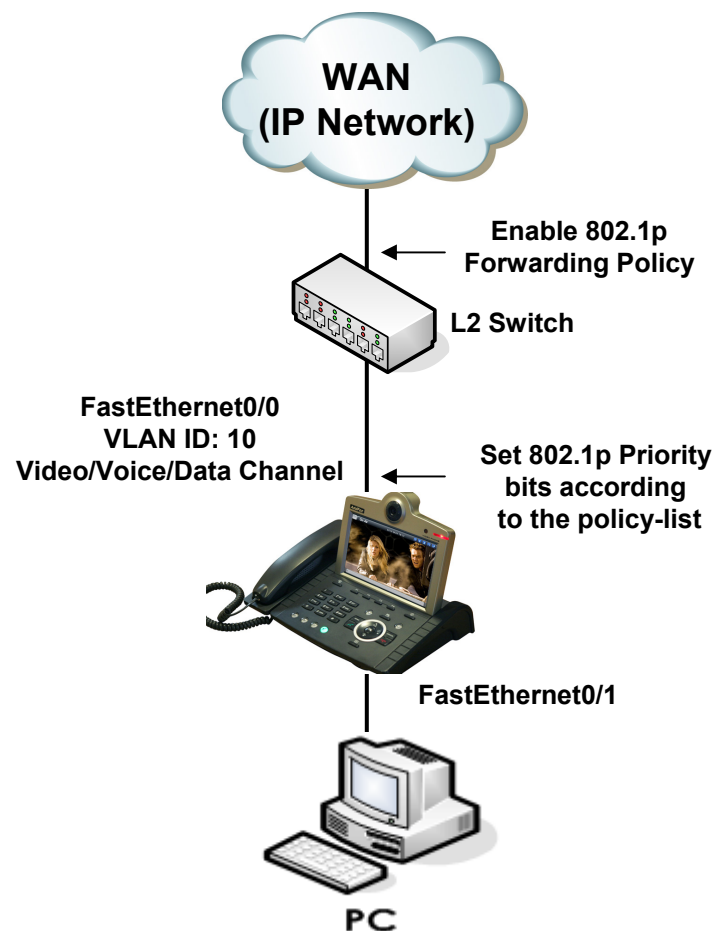 WAN
(IP Network)
Enable 802.1p
Forwarding Policy
L2 Switch
FastEthernet0/0
VLAN ID: 10
Video/Voice/Data Channel
Set 802.1p Priority
bits according
to the policy-list
FastEthernet0/1
PC